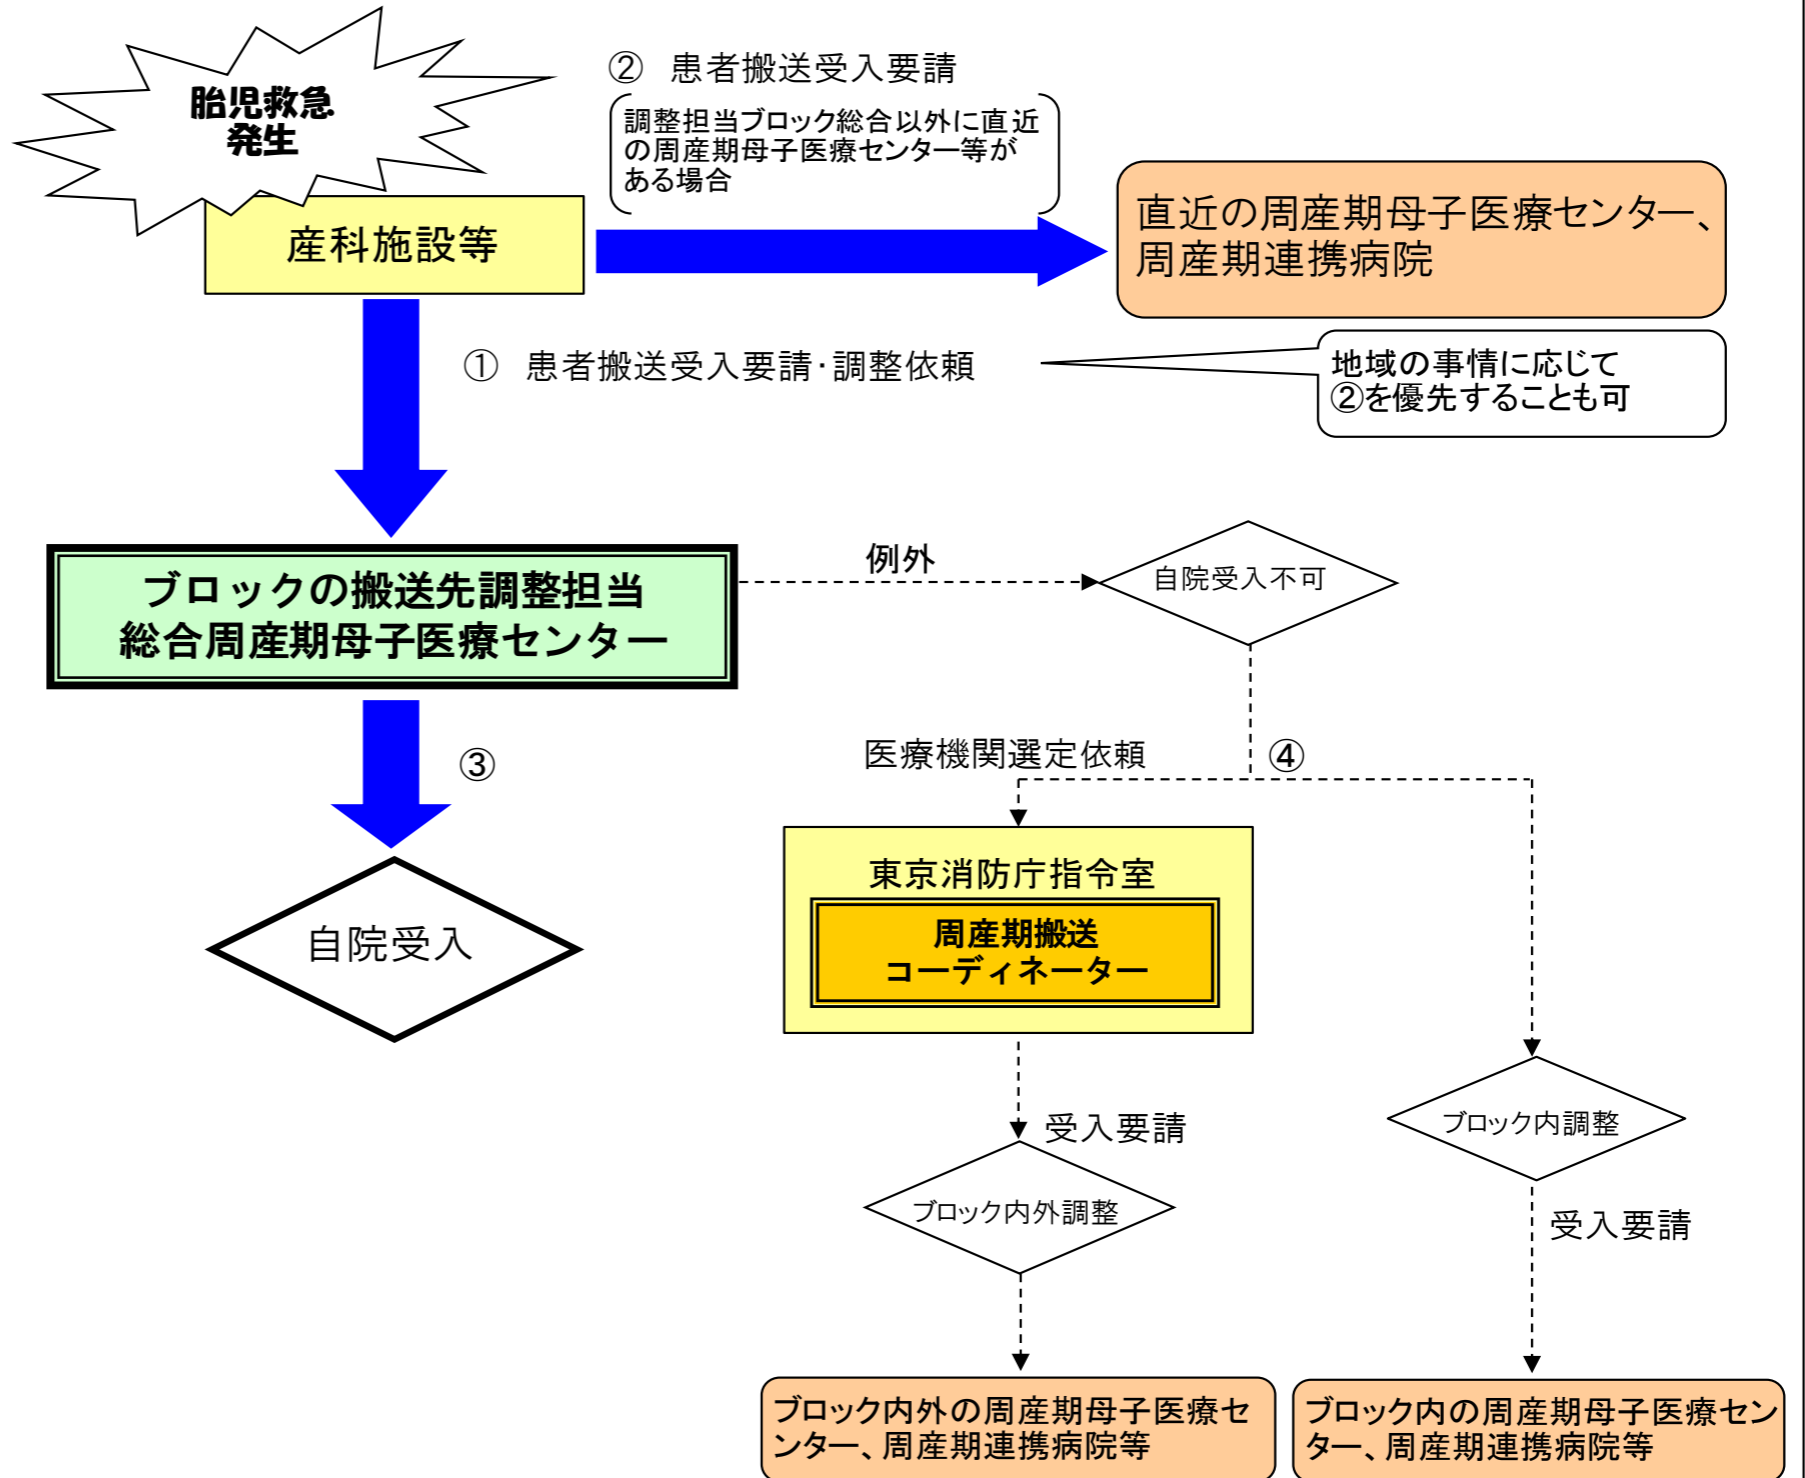 胎児救急
発生
② 患者搬送受入要請
調整担当ブロック総合以外に直近
の周産期母子医療センター等が
ある場合
産科施設等
直近の周産期母子医療センター、
周産期連携病院
① 患者搬送受入要請・調整依頼
地域の事情に応じて
②を優先することも可
ブロックの搬送先調整担当
総合周産期母子医療センター
例外
自院受入不可
③
医療機関選定依頼
④
自院受入
東京消防庁指令室
周産期搬送
コーディネーター
受入要請
ブロック内調整
ブロック内外調整
受入要請
ブロック内外の周産期母子医療セ
ンター、周産期連携病院等
ブロック内の周産期母子医療セン
ター、周産期連携病院等